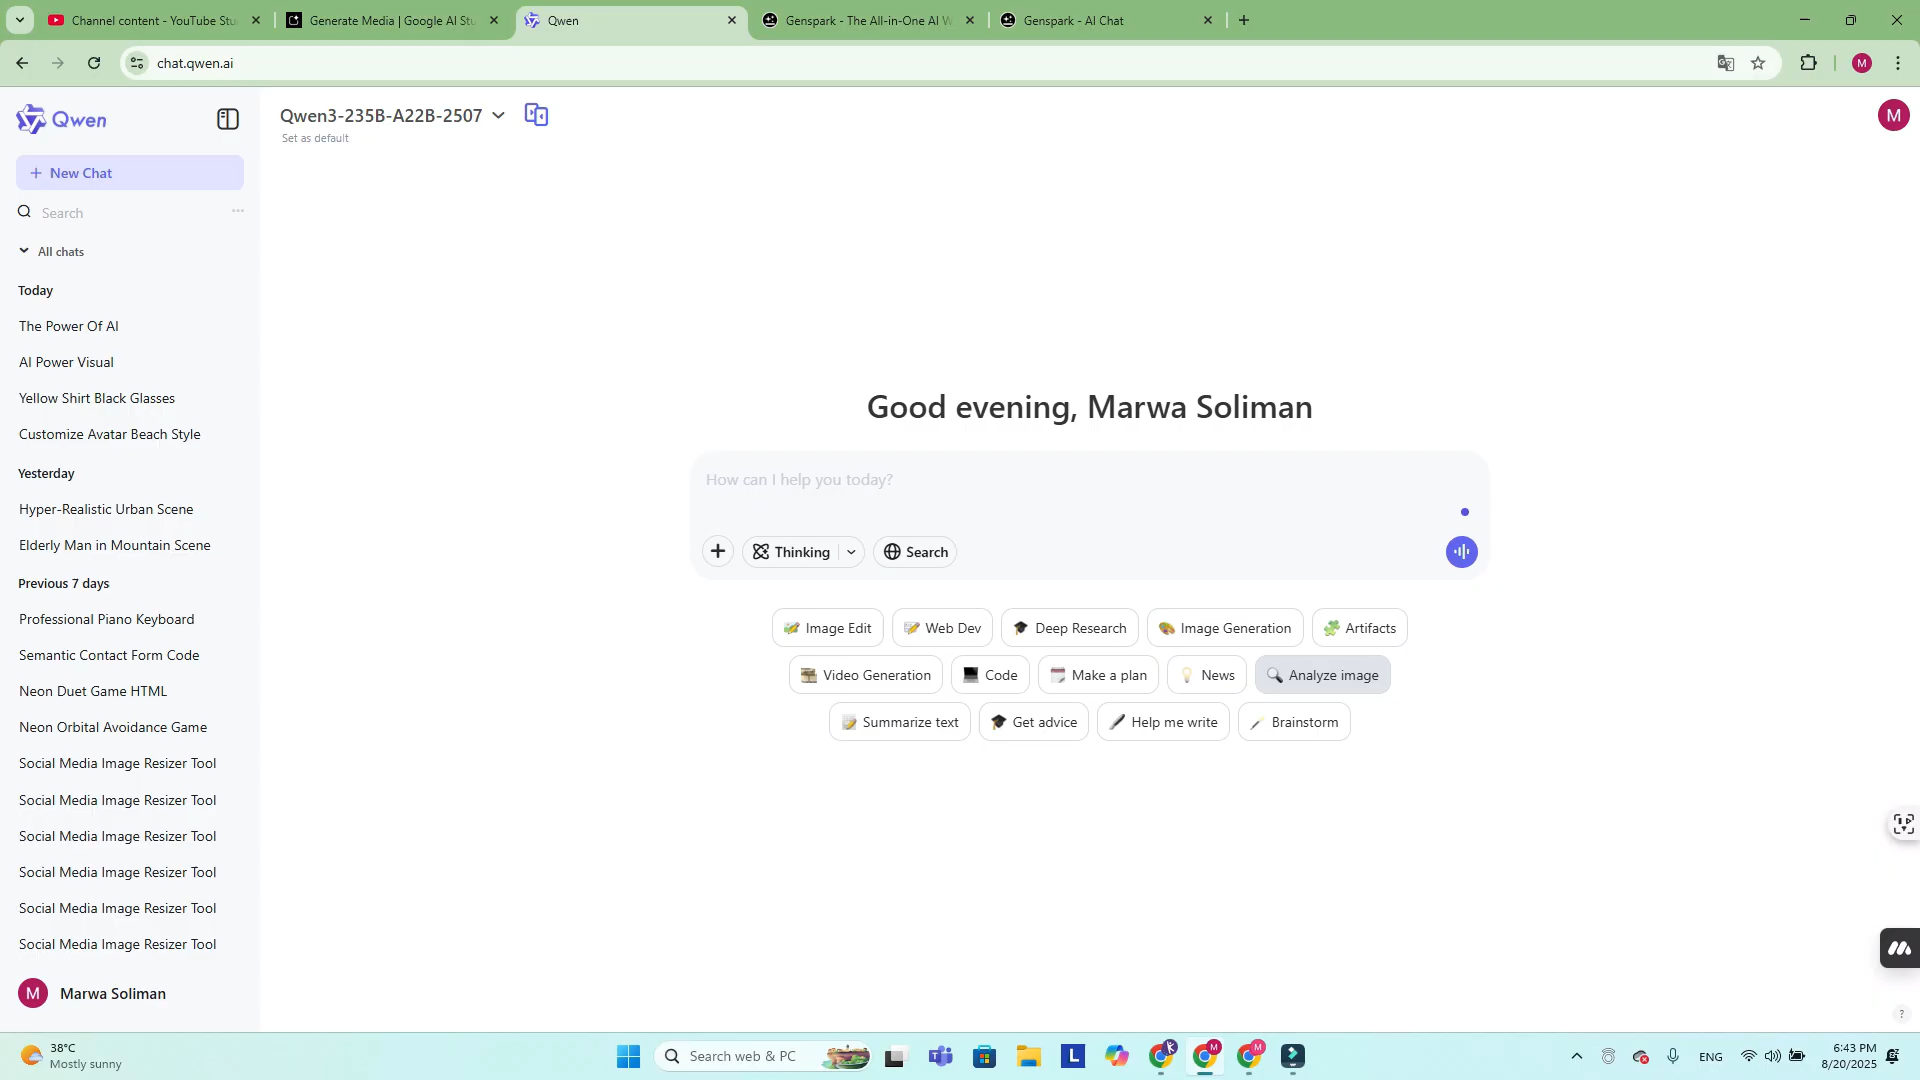 Channel content - YouTube Stu
Generate Media | Google AI Stu
Qwen
Genspark - The All-in-One AI W
Genspark - AI Chat
chat.qwen.ai
M
Qwen
Qwen3-235B-A22B-2507
Set as default
M
New Chat
Search
All chats
Today
The Power Of AI
AI Power Visual
Yellow Shirt Black Glasses
Customize Avatar Beach Style
Yesterday
Hyper-Realistic Urban Scene
Elderly Man in Mountain Scene
Previous 7 days
Professional Piano Keyboard
Semantic Contact Form Code
Neon Duet Game HTML
Neon Orbital Avoidance Game
Social Media Image Resizer Tool
Social Media Image Resizer Tool
Social Media Image Resizer Tool
Social Media Image Resizer Tool
Social Media Image Resizer Tool
Social Media Image Resizer Tool
M Marwa Soliman
Good evening, Marwa Soliman
How can I help you today?
Thinking
Search
Image Edit
Web Dev
Deep Research
Image Generation
Artifacts
Video Generation
Code
Make a plan
News
Analyze image
Summarize text
Get advice
Help me write
Brainstorm
?
38°C
Mostly sunny
Search web & PC
L
K
M
M
ENG
6:43 PM
8/20/2025